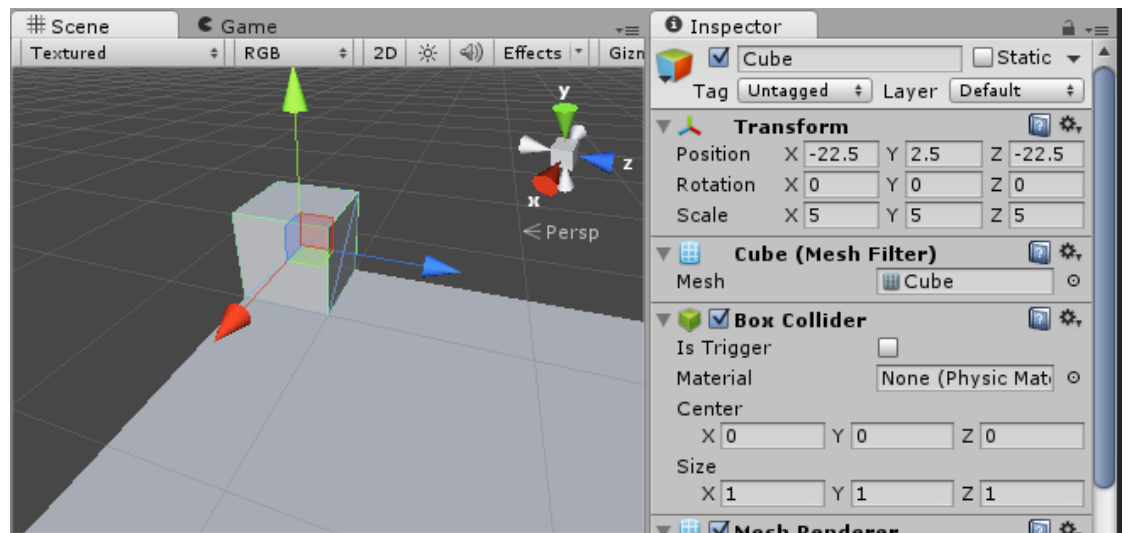 Scene Game
Textured RGB 2D Effects Gizn
y
z
x
Persp
Inspector
Cube Static
Tag Untagged Layer Default
Transform
Position X -22.5 Y 2.5 Z -22.5
Rotation X 0 Y 0 Z 0
Scale X 5 Y 5 Z 5
Cube (Mesh Filter)
Mesh Cube
Box Collider
Is Trigger
Material None (Physic Mat
Center
X 0 Y 0 Z 0
Size
X 1 Y 1 Z 1
Mesh Renderer